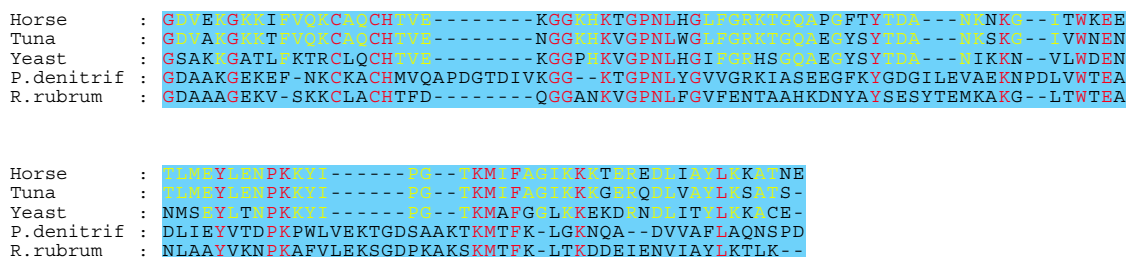 Horse : GDVEKGKKIFVQKCAQCHTVE--------KGGKHKTGPNLHGLFGRKTGQAPGFTYTDA---NKNKG--ITWKEE
Tuna : GDVAKGKKTFVQKCAQCHTVE--------NGGKHKVGPNLWGLFGRKTGQAEGYSYTDA---NKSKG--IVWNEN
Yeast : GSAKKGATLFKTRCLQCHTVE--------KGGPHKVGPNLHGIFGRHSGQAEGYSYTDA---NIKKN--VLWDEN
P.denitrif : GDAAKGEKEF-NKCKACHMVQAPDGTDIVKGG--KTGPNLYGVVGRKIASEEGFKYGDGILEVAEKNPDLVWTEA
R.rubrum : GDAAAGEKV-SKKCLACHTFD--------QGGANKVGPNLFGVFENTAAHKDNYAYSESYTEMKAKG--LTWTEA
Horse : TLMEYLENPKKYI------PG--TKMIFAGIKKKTEREDLIAYLKKATNE
Tuna : TLMEYLENPKKYI------PG--TKMIFAGIKKKGERQDLVAYLKSATS-
Yeast : NMSEYLTNPKKYI------PG--TKMAFGGLKKEKDRNDLITYLKKACE-
P.denitrif : DLIEYVTDPKPWLVEKTGDSAAKTKMTFK-LGKNQA--DVVAFLAQNSPD
R.rubrum : NLAAYVKNPKAFVLEKSGDPKAKSKMTFK-LTKDDEIENVIAYLKTLK--